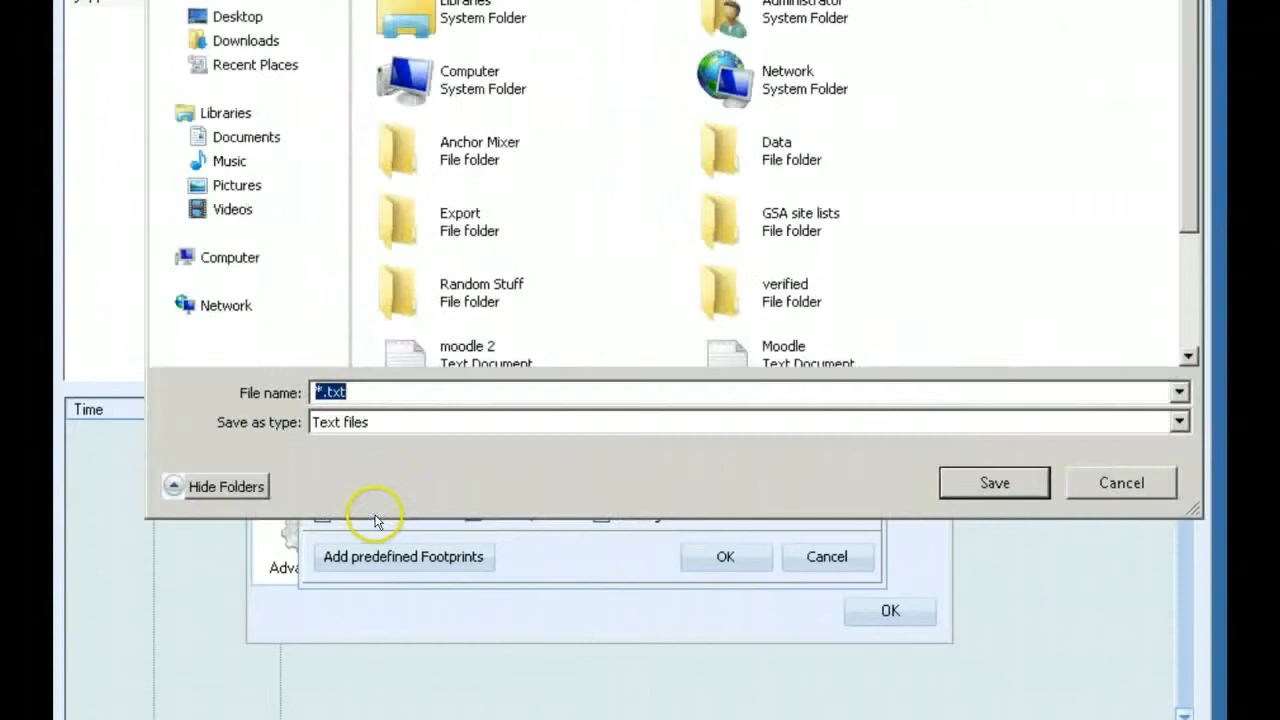 Desktop
Downloads
Recent Places
Libraries
Documents
Music
Pictures
Videos
Computer
Network
Libraries
System Folder
Administrator
System Folder
Computer
System Folder
Network
System Folder
Anchor Mixer
File folder
Data
File folder
Export
File folder
GSA site lists
File folder
Random Stuff
File folder
verified
File folder
moodle 2
Text Document
Moodle
Text Document
File name: *.txt
Save as type: Text files
Hide Folders
Save
Cancel
Time
Add predefined Footprints
OK
Cancel
OK